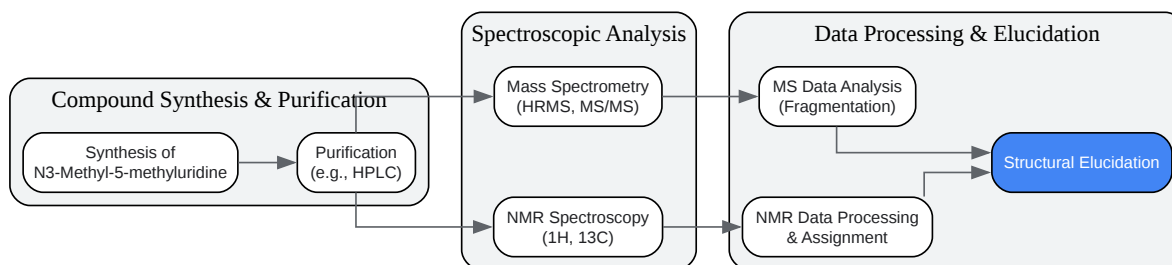 Compound Synthesis & Purification
Synthesis of
N3-Methyl-5-methyluridine
Purification
(e.g., HPLC)
Spectroscopic Analysis
Mass Spectrometry
(HRMS, MS/MS)
NMR Spectroscopy
(1H, 13C)
Data Processing & Elucidation
MS Data Analysis
(Fragmentation)
NMR Data Processing
& Assignment
Structural Elucidation